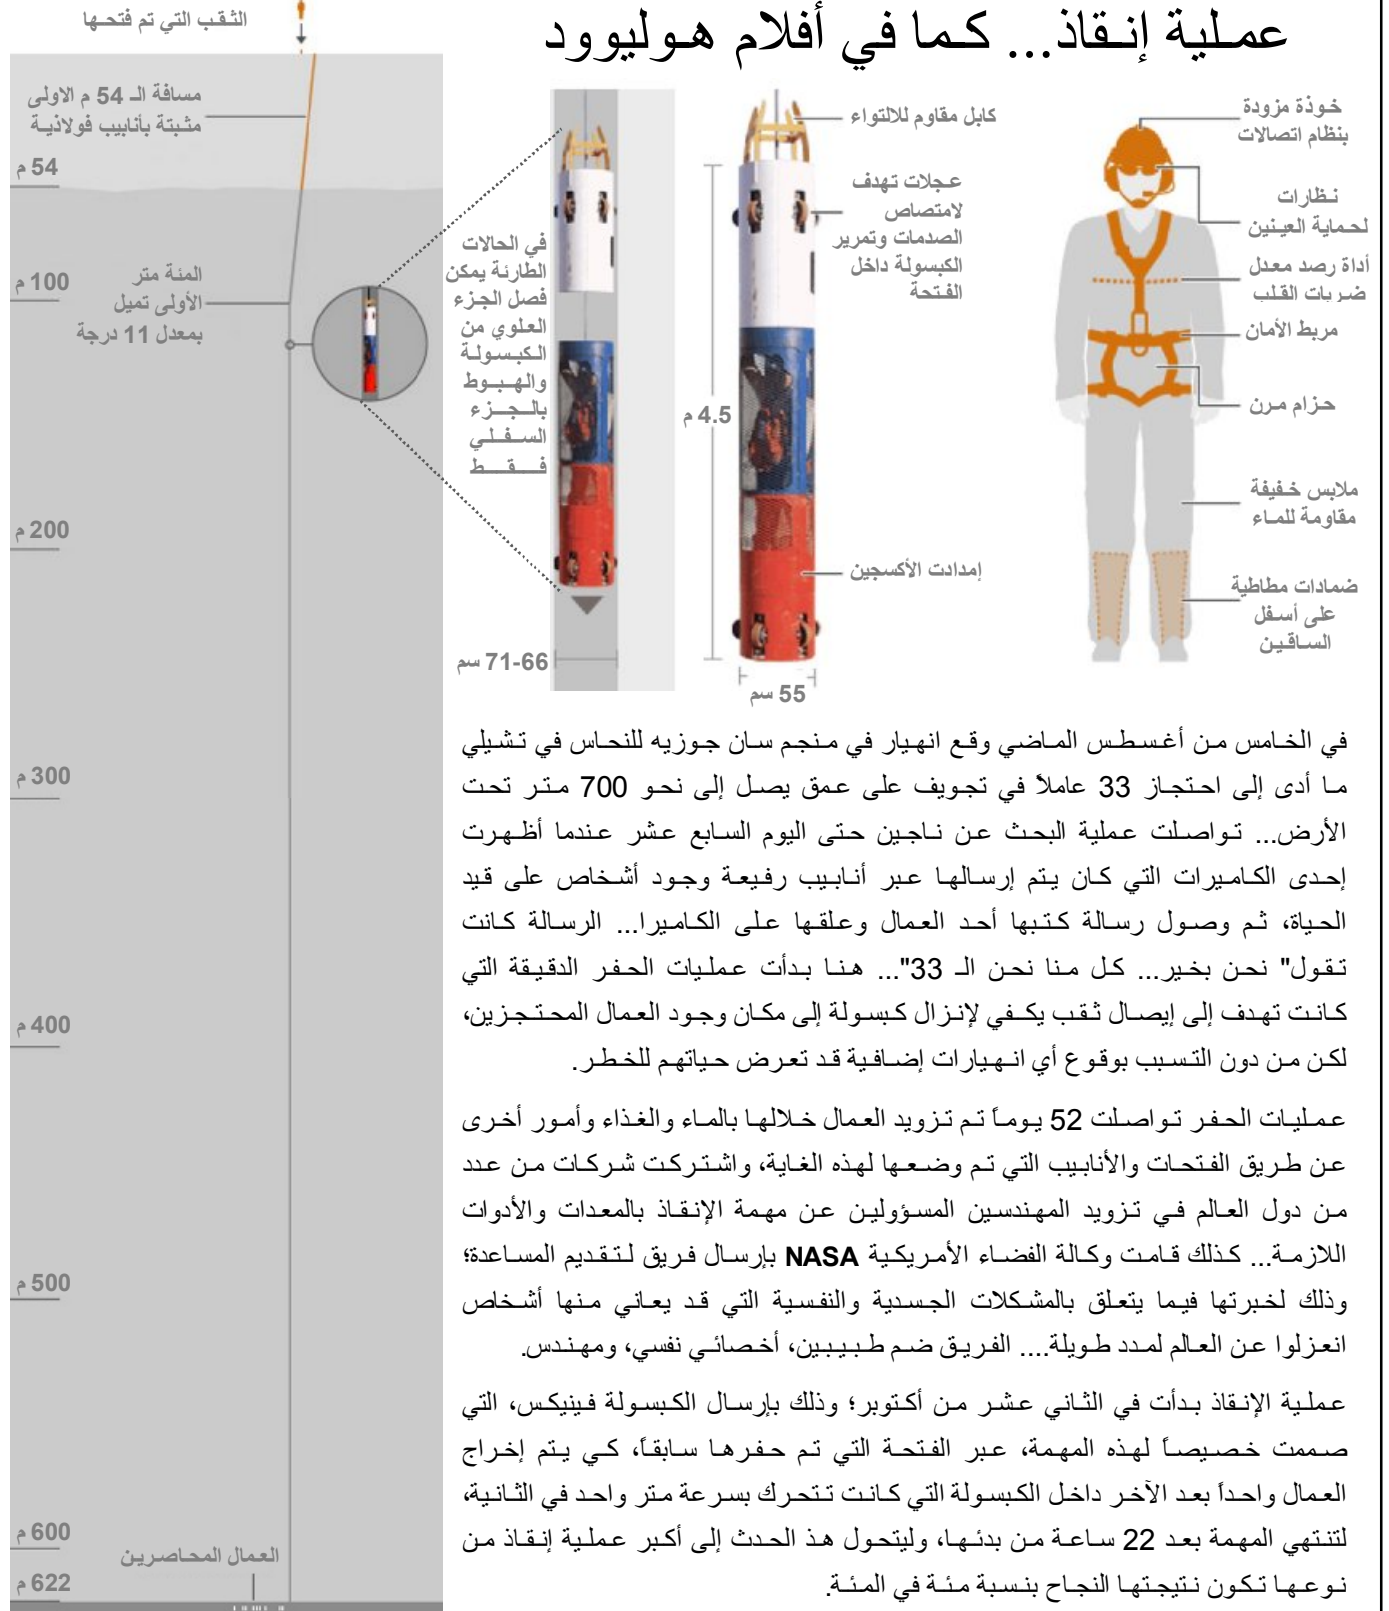 عملية إنقاذ... كما في أفلام هوليوود
خوذة مزودة
بنظام اتصالات
نظارات
لحماية العينين
أداة رصد معدل
ضربات القلب
مربط الأمان
حزام مرن
ملابس خفيفة
مقاومة للماء
ضمادات مطاطية
على أسفل
الساقين
كابل مقاوم للالتواء
عجلات تهدف
لامتصاص
الصدمات وتمرير
الكبسولة داخل
الفتحة
4.5 م
إمدادت الأكسجين
55 سم
في الحالات
الطارئة يمكن
فصل الجزء
العلوي من
الكبسولة
والهبوط
بالجزء
السفلي
فقط
71-66 سم
الثقب التي تم فتحها
مسافة الـ 54 م الاولى
مثبتة بأنابيب فولاذية
54 م
المئة متر
الأولى تميل
بمعدل 11 درجة
100 م
200 م
300 م
400 م
500 م
600 م
العمال المحاصرين
622 م
في الخامس من أغسطس الماضي وقع انهيار في منجم سان جوزيه للنحاس في تشيلي
ما أدى إلى احتجاز 33 عاملاً في تجويف على عمق يصل إلى نحو 700 متر تحت
الأرض... تواصلت عملية البحث عن ناجين حتى اليوم السابع عشر عندما أظهرت
إحدى الكاميرات التي كان يتم إرسالها عبر أنابيب رفيعة وجود أشخاص على قيد
الحياة، ثم وصول رسالة كتبها أحد العمال وعلقها على الكاميرا... الرسالة كانت
تقول" نحن بخير... كل منا نحن الـ 33"... هنا بدأت عمليات الحفر الدقيقة التي
كانت تهدف إلى إيصال ثقب يكفي لإنزال كبسولة إلى مكان وجود العمال المحتجزين،
لكن من دون التسبب بوقوع أي انهيارات إضافية قد تعرض حياتهم للخطر.
عمليات الحفر تواصلت 52 يوماً تم تزويد العمال خلالها بالماء والغذاء وأمور أخرى
عن طريق الفتحات والأنابيب التي تم وضعها لهذه الغاية، واشتركت شركات من عدد
من دول العالم في تزويد المهندسين المسؤولين عن مهمة الإنقاذ بالمعدات والأدوات
اللازمة... كذلك قامت وكالة الفضاء الأمريكية NASA بإرسال فريق لتقديم المساعدة؛
وذلك لخبرتها فيما يتعلق بالمشكلات الجسدية والنفسية التي قد يعاني منها أشخاص
انعزلوا عن العالم لمدد طويلة.... الفريق ضم طبيبين، أخصائي نفسي، ومهندس.
عملية الإنقاذ بدأت في الثاني عشر من أكتوبر؛ وذلك بإرسال الكبسولة فينيكس، التي
صممت خصيصاً لهذه المهمة، عبر الفتحة التي تم حفرها سابقاً، كي يتم إخراج
العمال واحداً بعد الآخر داخل الكبسولة التي كانت تتحرك بسرعة متر واحد في الثانية،
لتنتهي المهمة بعد 22 ساعة من بدئها، وليتحول هذ الحدث إلى أكبر عملية إنقاذ من
نوعها تكون نتيجتها النجاح بنسبة مئة في المئة.